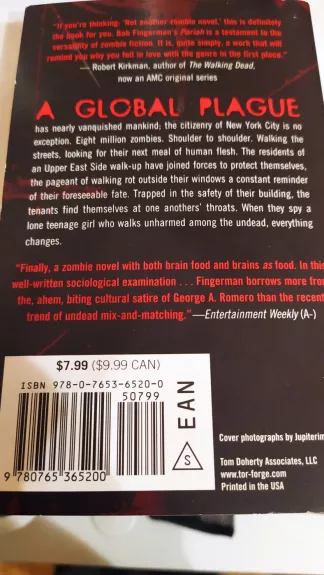 "If you're thinking: 'Not another zombie novel,' this is definitely
the book for you. Bob Fingerman's Pariah is a testament to the
versatility of zombie fiction. It is, quite simply, a work that will
remind you why you fell in love with the genre in the first place."
— Robert Kirkman, author of The Walking Dead,
now an AMC original series
A GLOBAL PLAGUE
has nearly vanquished mankind; the citizenry of New York City is no
exception. Eight million zombies. Shoulder to shoulder. Walking the
streets, looking for their next meal of human flesh. The residents of
an Upper East Side walk-up have joined forces to protect themselves,
the pageant of walking rot outside their windows a constant reminder
of their foreseeable fate. Trapped in the safety of their building, the
tenants find themselves at one anothers' throats. When they spy a
lone teenage girl who walks unharmed among the undead, everything
changes.
"Finally, a zombie novel with both brain food and brains as food. In this
well-written sociological examination . . . Fingerman borrows more from
the, ahem, biting cultural satire of George A. Romero than the recent
trend of undead mix-and-matching."—Entertainment Weekly (A-)
$7.99 ($9.99 CAN)
ISBN 978-0-7653-6520-0
50799
9 780765 365200
EAN
S
Cover photographs by
Tom Doherty Associates, LLC
www.tor-forge.com
Printed in the USA